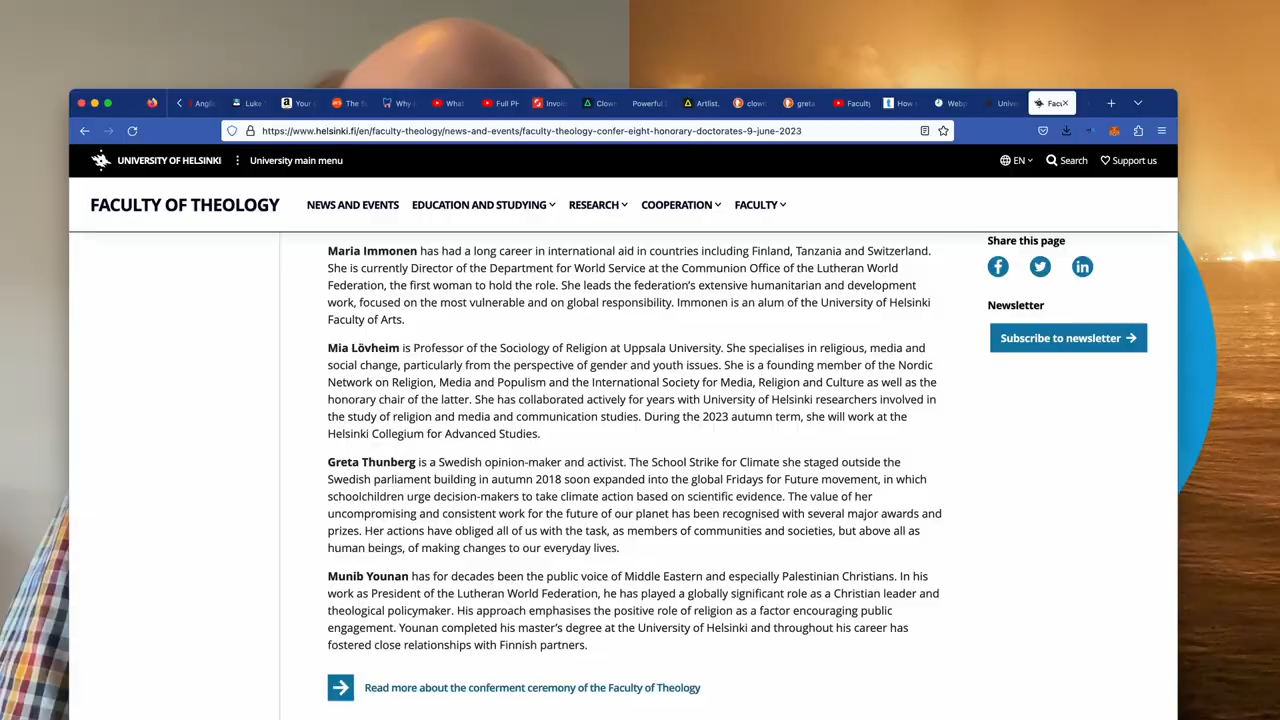 Anglic
Luke
Your
The S
Why
What
Full PH
Invoi
Clown
Powerful
Artlist.
clow
greta
Faculty
How
Webp
Unive
Facu
https://www.helsinki.fi/en/faculty-theology/news-and-events/faculty-theology-confer-eight-honorary-doctorates-9-june-2023
UNIVERSITY OF HELSINKI University main menu EN Search Support us
FACULTY OF THEOLOGY NEWS AND EVENTS EDUCATION AND STUDYING RESEARCH COOPERATION FACULTY
Maria Immonen has had a long career in international aid in countries including Finland, Tanzania and Switzerland.
She is currently Director of the Department for World Service at the Communion Office of the Lutheran World
Federation, the first woman to hold the role. She leads the federation's extensive humanitarian and development
work, focused on the most vulnerable and on global responsibility. Immonen is an alum of the University of Helsinki
Faculty of Arts.
Mia Lövheim is Professor of the Sociology of Religion at Uppsala University. She specialises in religious, media and
social change, particularly from the perspective of gender and youth issues. She is a founding member of the Nordic
Network on Religion, Media and Populism and the International Society for Media, Religion and Culture as well as the
honorary chair of the latter. She has collaborated actively for years with University of Helsinki researchers involved in
the study of religion and media and communication studies. During the 2023 autumn term, she will work at the
Helsinki Collegium for Advanced Studies.
Greta Thunberg is a Swedish opinion-maker and activist. The School Strike for Climate she staged outside the
Swedish parliament building in autumn 2018 soon expanded into the global Fridays for Future movement, in which
schoolchildren urge decision-makers to take climate action based on scientific evidence. The value of her
uncompromising and consistent work for the future of our planet has been recognised with several major awards and
prizes. Her actions have obliged all of us with the task, as members of communities and societies, but above all as
human beings, of making changes to our everyday lives.
Munib Younan has for decades been the public voice of Middle Eastern and especially Palestinian Christians. In his
work as President of the Lutheran World Federation, he has played a globally significant role as a Christian leader and
theological policymaker. His approach emphasises the positive role of religion as a factor encouraging public
engagement. Younan completed his master's degree at the University of Helsinki and throughout his career has
fostered close relationships with Finnish partners.
Read more about the conferment ceremony of the Faculty of Theology
Share this page
Newsletter
Subscribe to newsletter